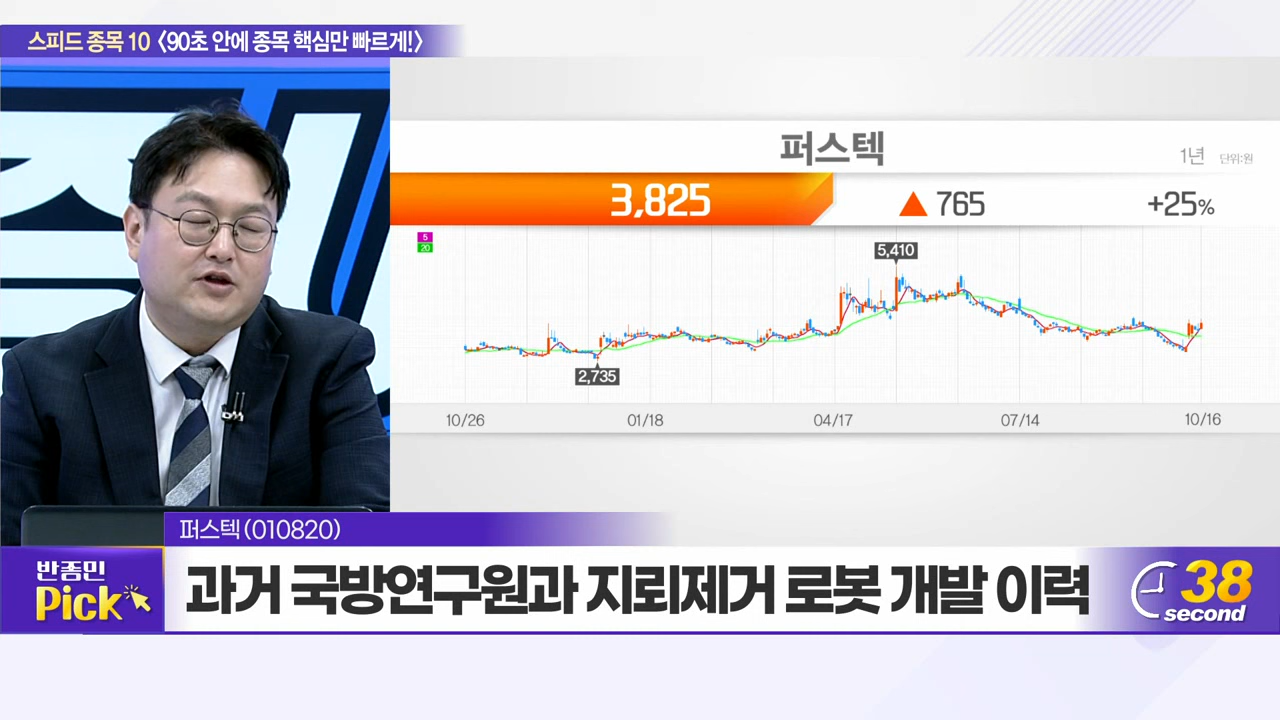 스피드 종목 10 <90초 안에 종목 핵심만 빠르게!>
퍼스텍
1년 단위:원
3,825 ▲ 765 +25%
5
20
5,410
2,735
10/26 01/18 04/17 07/14 10/16
퍼스텍(010820)
반종민
Pick
과거 국방연구원과 지뢰제거 로봇 개발 이력
38
second